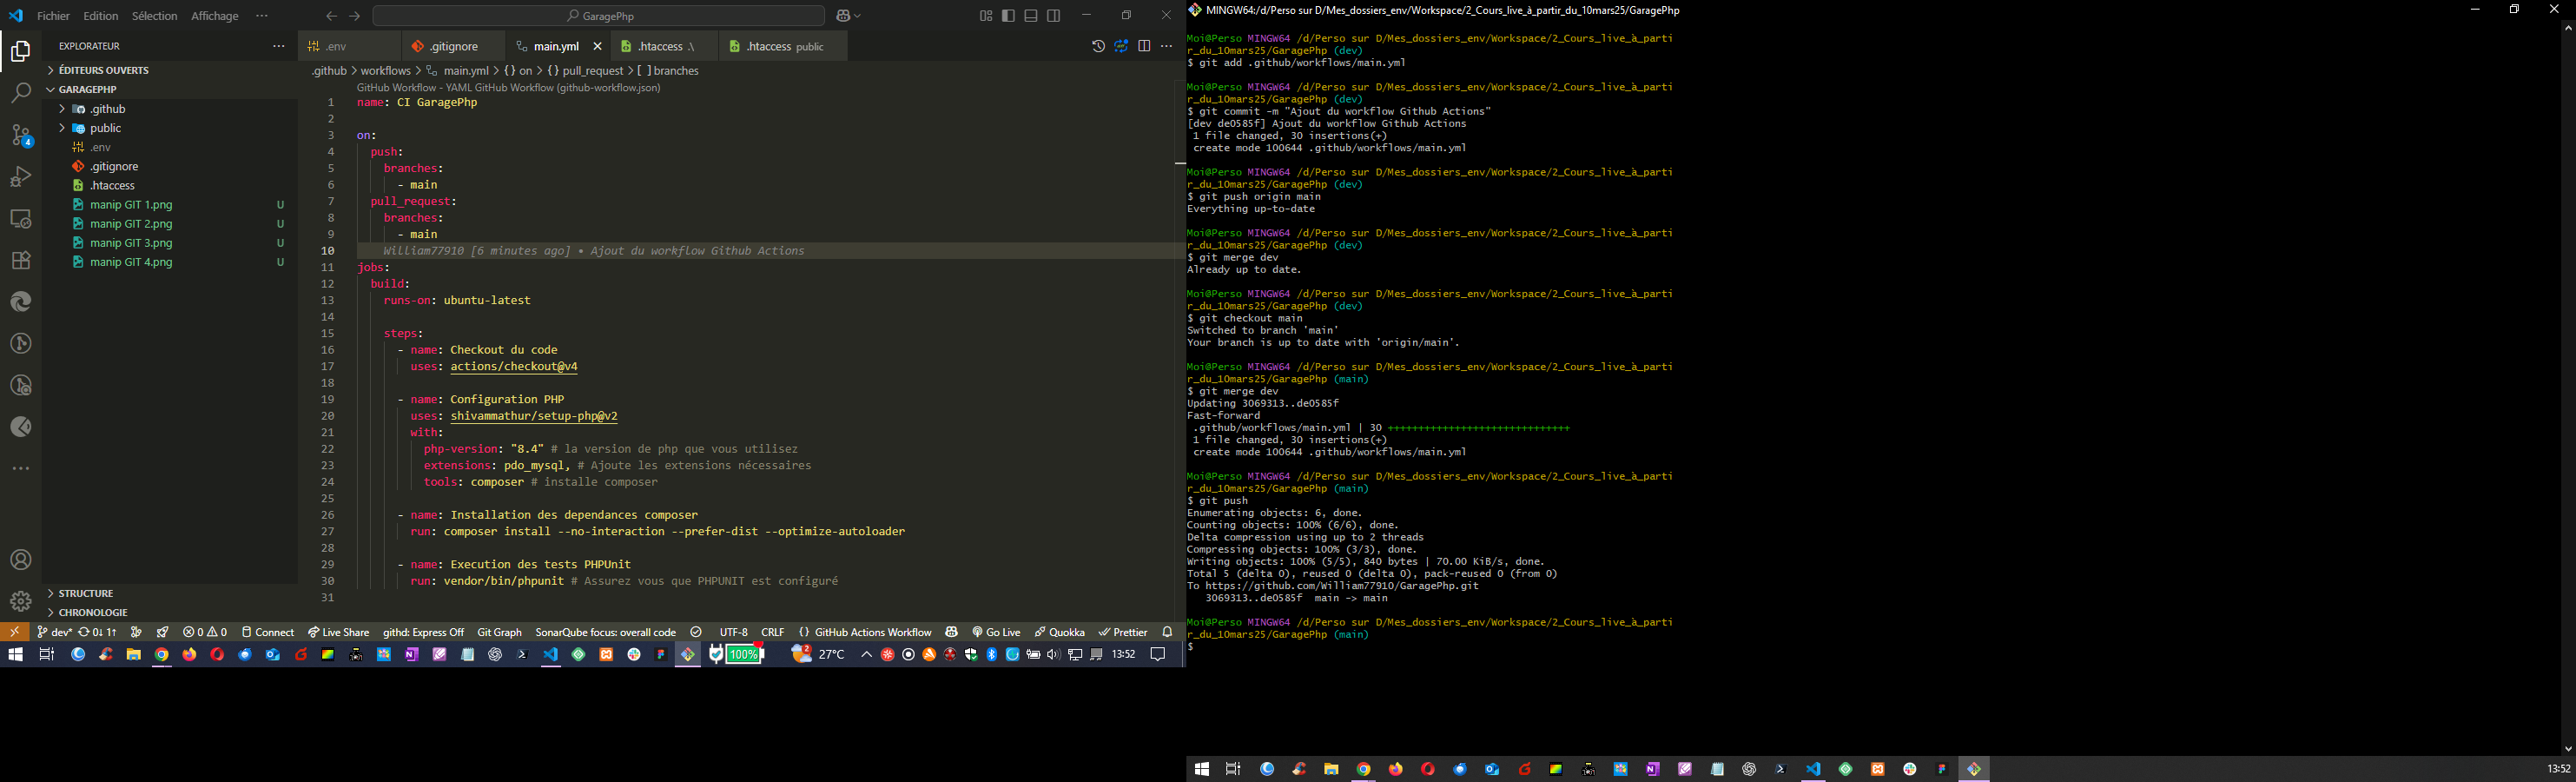 Fichier Edition Sélection Affichage ··· GaragePhp
EXPLORATEUR ···
ÉDITEURS OUVERTS
GARAGEPHP
.github
public
.env
.gitignore
.htaccess
manip GIT 1.png U
manip GIT 2.png U
manip GIT 3.png U
manip GIT 4.png U
STRUCTURE
CHRONOLOGIE
4
.env .gitignore main.yml .htaccess .\ .htaccess public
.github > workflows > main.yml > {} on > {} pull_request > [ ] branches
GitHub Workflow - YAML GitHub Workflow (github-workflow.json)
1 name: CI GaragePhp
2
3 on:
4 push:
5 branches:
6 - main
7 pull_request:
8 branches:
9 - main
10 William77910 [6 minutes ago] • Ajout du workflow Github Actions
11 jobs:
12 build:
13 runs-on: ubuntu-latest
14
15 steps:
16 - name: Checkout du code
17 uses: actions/checkout@v4
18
19 - name: Configuration PHP
20 uses: shivammathur/setup-php@v2
21 with:
22 php-version: "8.4" # la version de php que vous utilisez
23 extensions: pdo_mysql, # Ajoute les extensions nécessaires
24 tools: composer # installe composer
25
26 - name: Installation des dependances composer
27 run: composer install --no-interaction --prefer-dist --optimize-autoloader
28
29 - name: Execution des tests PHPUnit
30 run: vendor/bin/phpunit # Assurez vous que PHPUNIT est configuré
31
dev* 0↓ 1↑ 0 0 Connect Live Share githd: Express Off Git Graph SonarQube focus: overall code UTF-8 CRLF {} GitHub Actions Workflow Go Live Quokka Prettier
100% 2 27°C 13:52
MINGW64:/d/Perso sur D/Mes_dossiers_env/Workspace/2_Cours_live_à_partir_du_10mars25/GaragePhp
Moi@Perso MINGW64 /d/Perso sur D/Mes_dossiers_env/Workspace/2_Cours_live_à_parti
r_du_10mars25/GaragePhp (dev)
$ git add .github/workflows/main.yml
Moi@Perso MINGW64 /d/Perso sur D/Mes_dossiers_env/Workspace/2_Cours_live_à_parti
r_du_10mars25/GaragePhp (dev)
$ git commit -m "Ajout du workflow Github Actions"
[dev de0585f] Ajout du workflow Github Actions
1 file changed, 30 insertions(+)
create mode 100644 .github/workflows/main.yml
Moi@Perso MINGW64 /d/Perso sur D/Mes_dossiers_env/Workspace/2_Cours_live_à_parti
r_du_10mars25/GaragePhp (dev)
$ git push origin main
Everything up-to-date
Moi@Perso MINGW64 /d/Perso sur D/Mes_dossiers_env/Workspace/2_Cours_live_à_parti
r_du_10mars25/GaragePhp (dev)
$ git merge dev
Already up to date.
Moi@Perso MINGW64 /d/Perso sur D/Mes_dossiers_env/Workspace/2_Cours_live_à_parti
r_du_10mars25/GaragePhp (dev)
$ git checkout main
Switched to branch 'main'
Your branch is up to date with 'origin/main'.
Moi@Perso MINGW64 /d/Perso sur D/Mes_dossiers_env/Workspace/2_Cours_live_à_parti
r_du_10mars25/GaragePhp (main)
$ git merge dev
Updating 3069313..de0585f
Fast-forward
.github/workflows/main.yml | 30 ++++++++++++++++++++++++++++++
1 file changed, 30 insertions(+)
create mode 100644 .github/workflows/main.yml
Moi@Perso MINGW64 /d/Perso sur D/Mes_dossiers_env/Workspace/2_Cours_live_à_parti
r_du_10mars25/GaragePhp (main)
$ git push
Enumerating objects: 6, done.
Counting objects: 100% (6/6), done.
Delta compression using up to 2 threads
Compressing objects: 100% (3/3), done.
Writing objects: 100% (5/5), 840 bytes | 70.00 KiB/s, done.
Total 5 (delta 0), reused 0 (delta 0), pack-reused 0 (from 0)
To https://github.com/William77910/GaragePhp.git
3069313..de0585f main -> main
Moi@Perso MINGW64 /d/Perso sur D/Mes_dossiers_env/Workspace/2_Cours_live_à_parti
r_du_10mars25/GaragePhp (main)
$
13:52